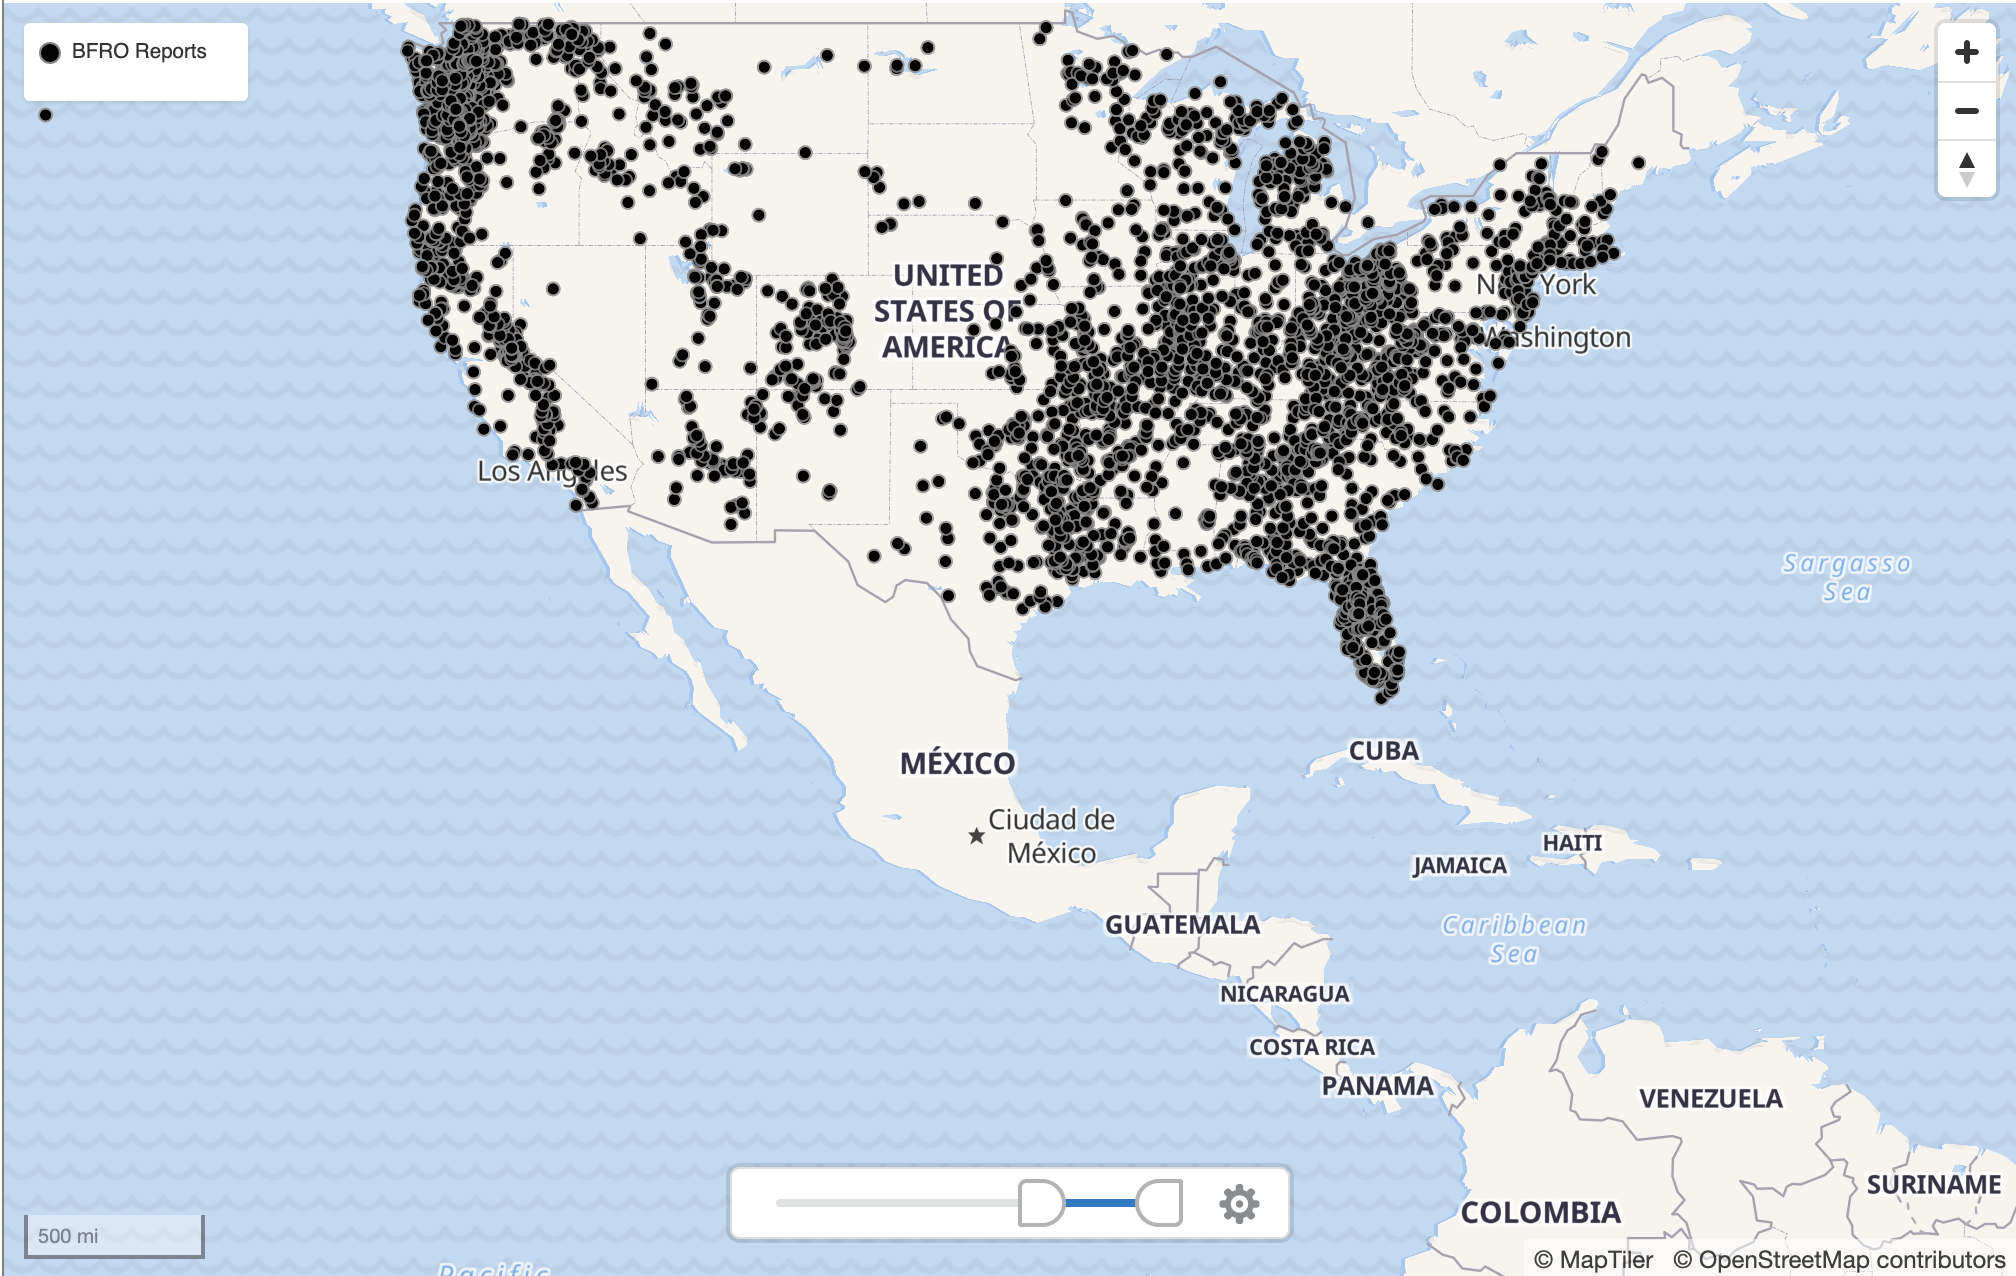 BFRO Reports
UNITED
STATES OF
AMERICA
New York
Washington
Los Angeles
Sargasso
Sea
MÉXICO
CUBA
Ciudad de
México
HAITI
JAMAICA
GUATEMALA
Caribbean
Sea
NICARAGUA
COSTA RICA
PANAMA
VENEZUELA
SURINAME
COLOMBIA
500 mi
© MapTiler © OpenStreetMap contributors
Pacific